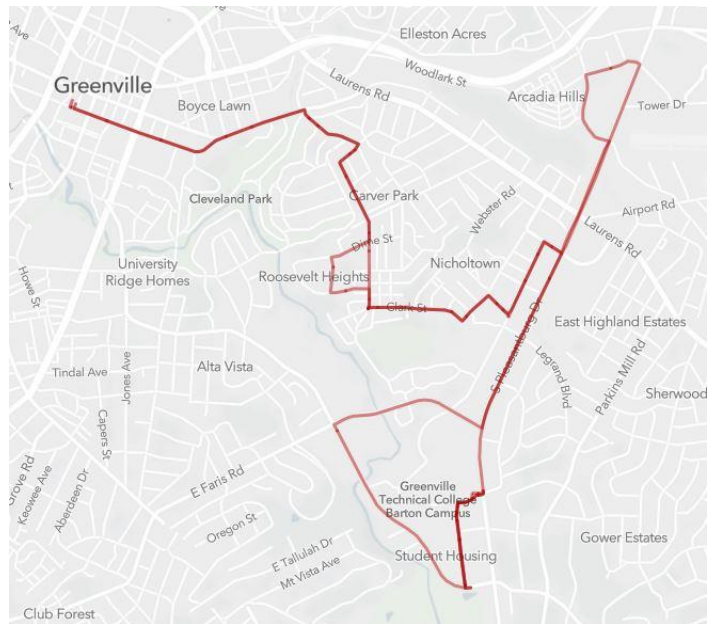 Elleston Acres
Woodlark St
Greenville
Laurens Rd
Boyce Lawn
Arcadia Hills
Tower Dr
Cleveland Park
Carver Park
Webster Rd
Airport Rd
Laurens Rd
Dime St
University
Ridge Homes
Roosevelt Heights
Nicholtown
Howe St
Clark St
S Pleasantburg Dr
East Highland Estates
Alta Vista
Tindal Ave
Jones Ave
Legrand Blvd
Parkins Mill Rd
Sherwood
Capers St
Grove Rd
Keowee Ave
Aberdeen Dr
E Faris Rd
Greenville
Technical College
Barton Campus
Oregon St
E Tallulah Dr
Mt Vista Ave
Student Housing
Gower Estates
Club Forest